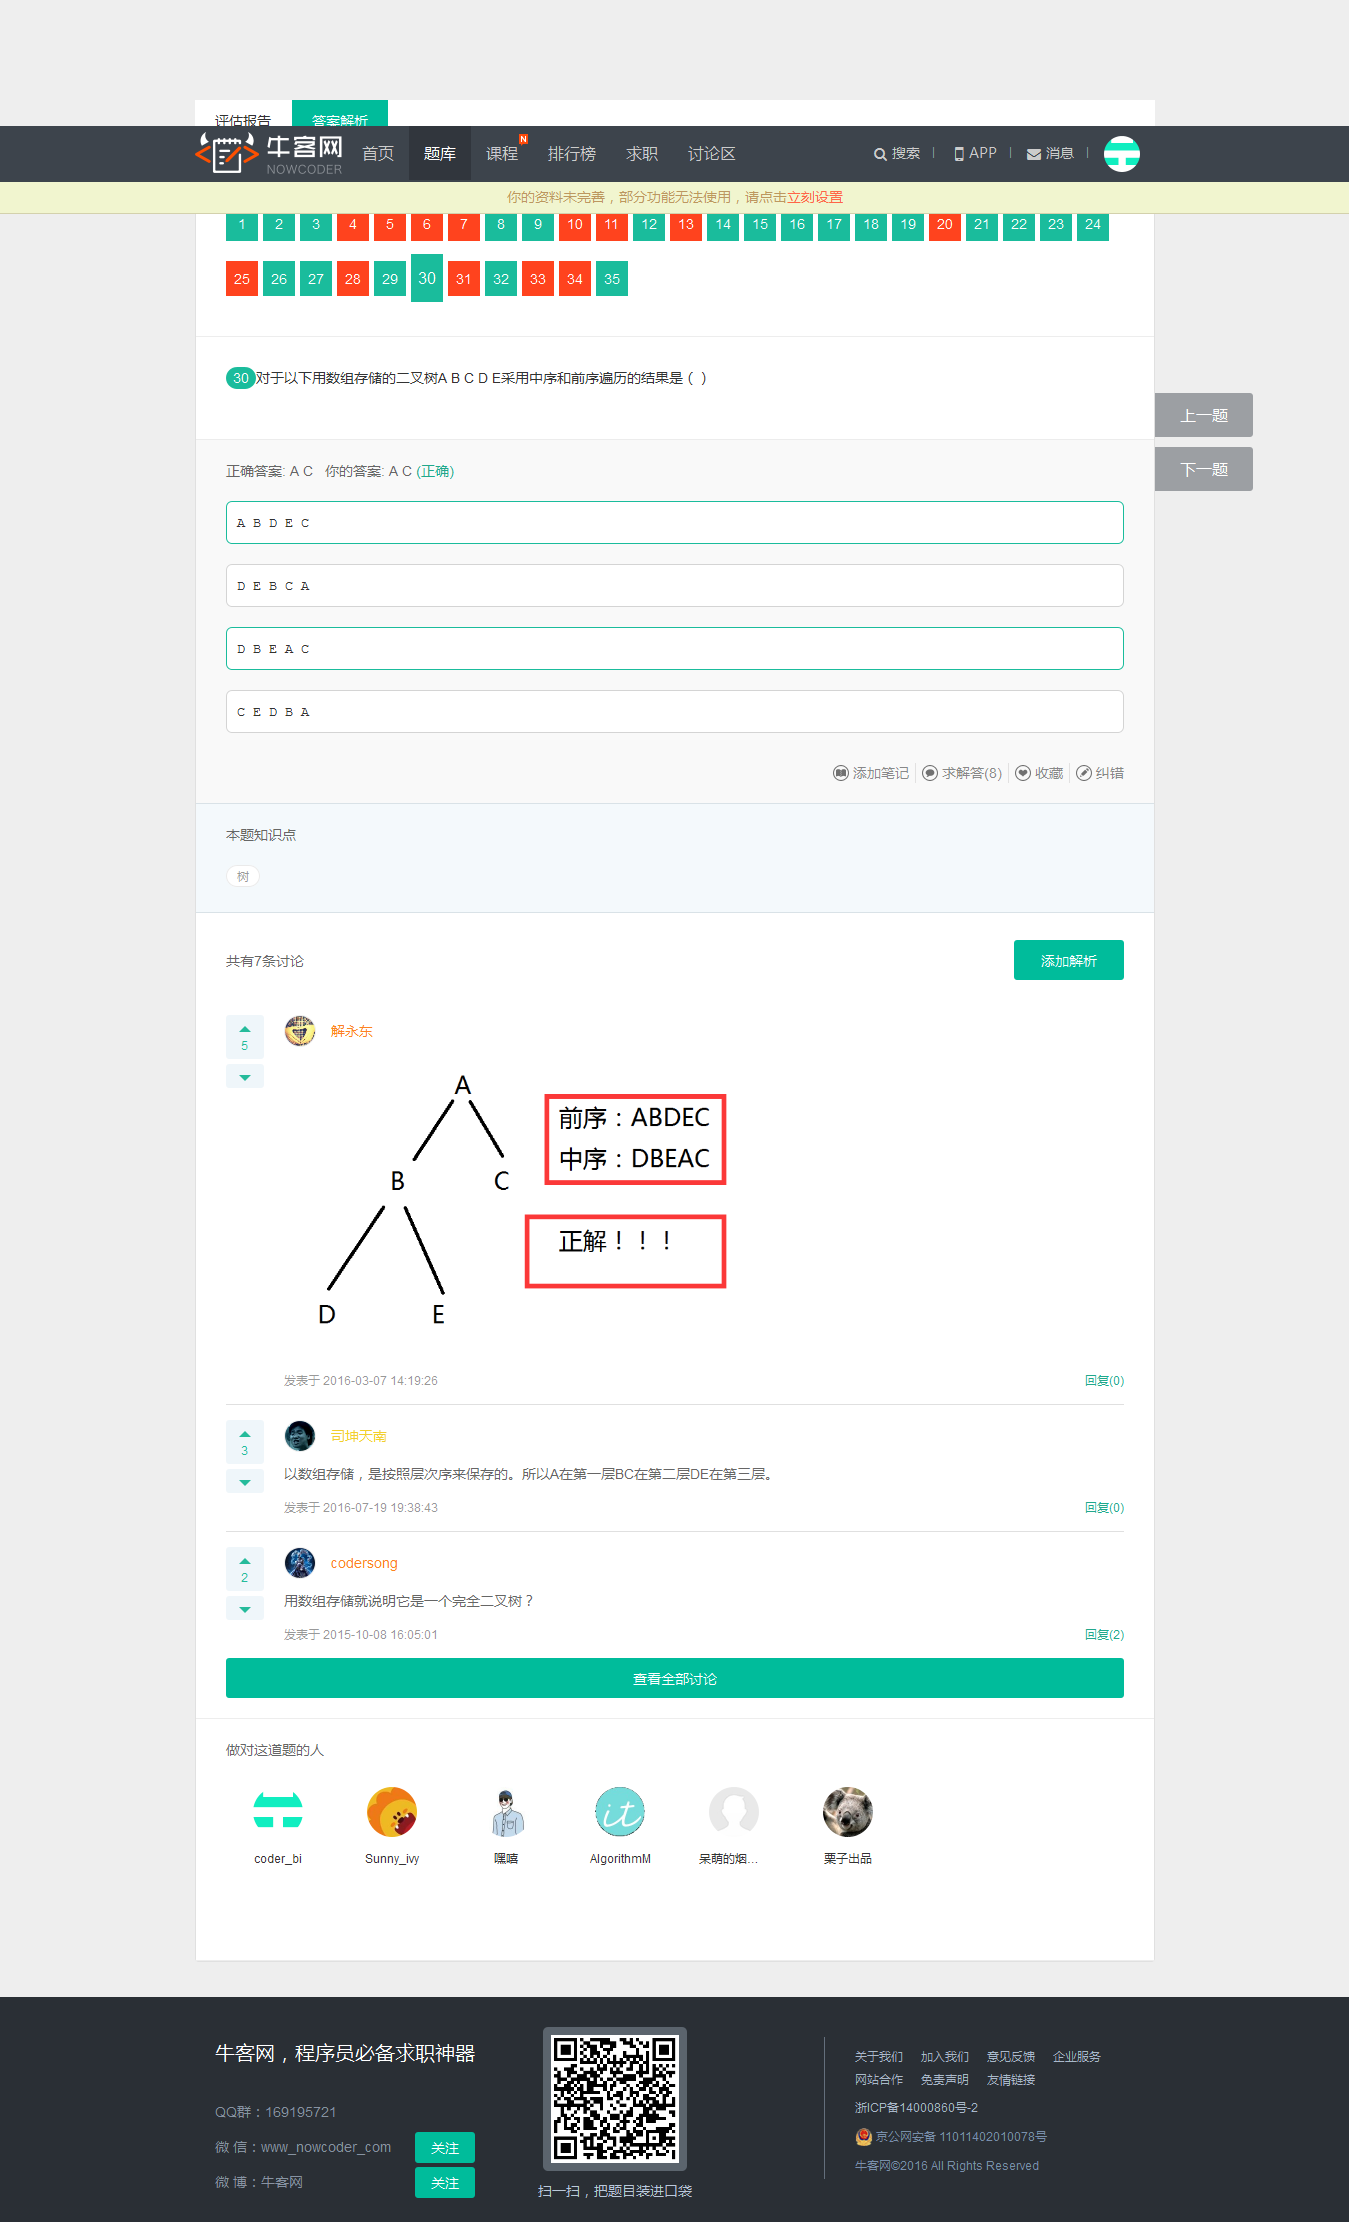 评估报告 答案解析
牛客网 NOWCODER 首页 题库 课程 N 排行榜 求职 讨论区 搜索 APP 消息
你的资料未完善，部分功能无法使用，请点击立刻设置
1 2 3 4 5 6 7 8 9 10 11 12 13 14 15 16 17 18 19 20 21 22 23 24
25 26 27 28 29 30 31 32 33 34 35
30 对于以下用数组存储的二叉树A B C D E采用中序和前序遍历的结果是（ ）
上一题
下一题
正确答案: A C 你的答案: A C (正确)
A B D E C
D E B C A
D B E A C
C E D B A
添加笔记 求解答(8) 收藏 纠错
本题知识点
树
共有7条讨论 添加解析
5
解永东
A
B C
D E
前序：ABDEC
中序：DBEAC
正解！！！
发表于 2016-03-07 14:19:26 回复(0)
3
司坤天南
以数组存储，是按照层次序来保存的。所以A在第一层BC在第二层DE在第三层。
发表于 2016-07-19 19:38:43 回复(0)
2
codersong
用数组存储就说明它是一个完全二叉树？
发表于 2015-10-08 16:05:01 回复(2)
查看全部讨论
做对这道题的人
it
coder_bi Sunny_ivy 嘿嘻 AlgorithmM 呆萌的烟... 栗子出品
牛客网，程序员必备求职神器
QQ群：169195721
微 信：www_nowcoder_com 关注
微 博：牛客网 关注
扫一扫，把题目装进口袋
关于我们 加入我们 意见反馈 企业服务
网站合作 免责声明 友情链接
浙ICP备14000860号-2
京公网安备 11011402010078号
牛客网©2016 All Rights Reserved